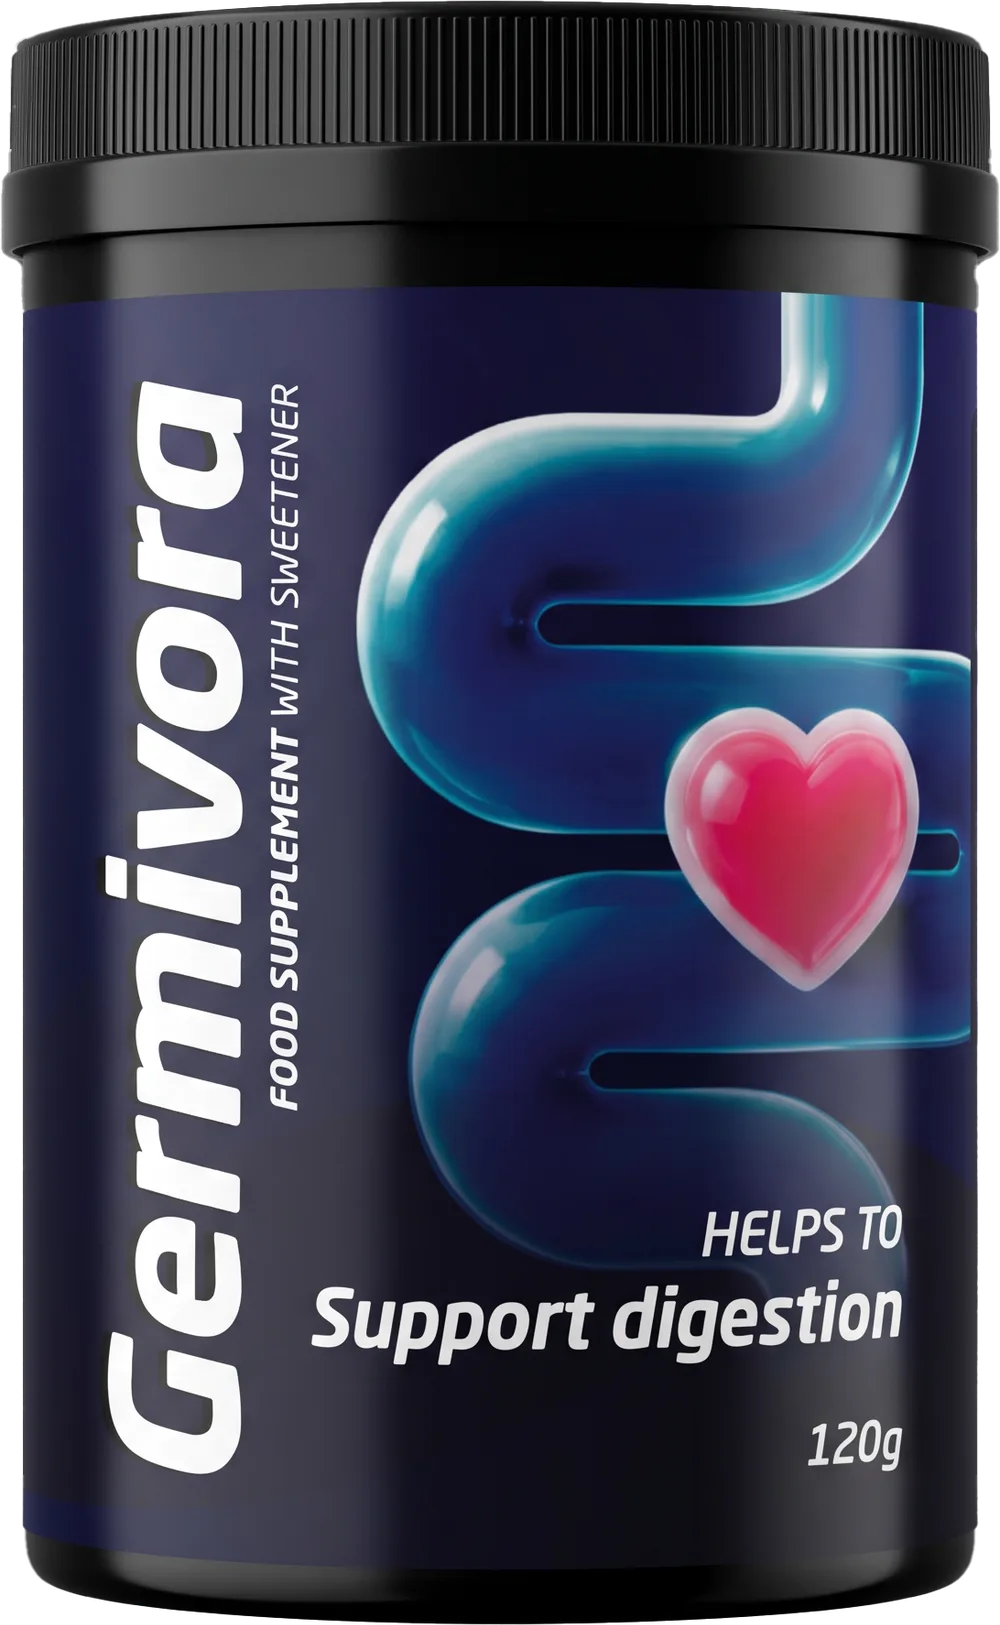 Germivora
FOOD SUPPLEMENT WITH SWEETENER
HELPS TO
Support digestion
120g